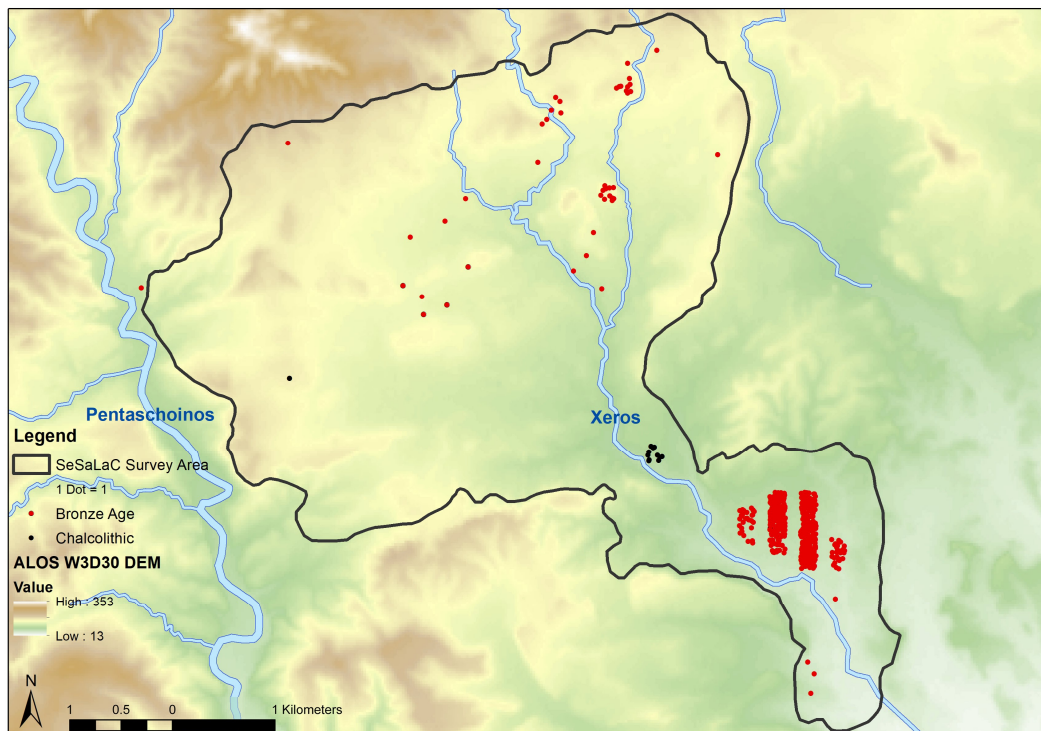 Pentaschoinos
Xeros
Legend
SeSaLaC Survey Area
1 Dot = 1
Bronze Age
Chalcolithic
ALOS W3D30 DEM
Value
High : 353
Low : 13
N
1 0.5 0 1 Kilometers